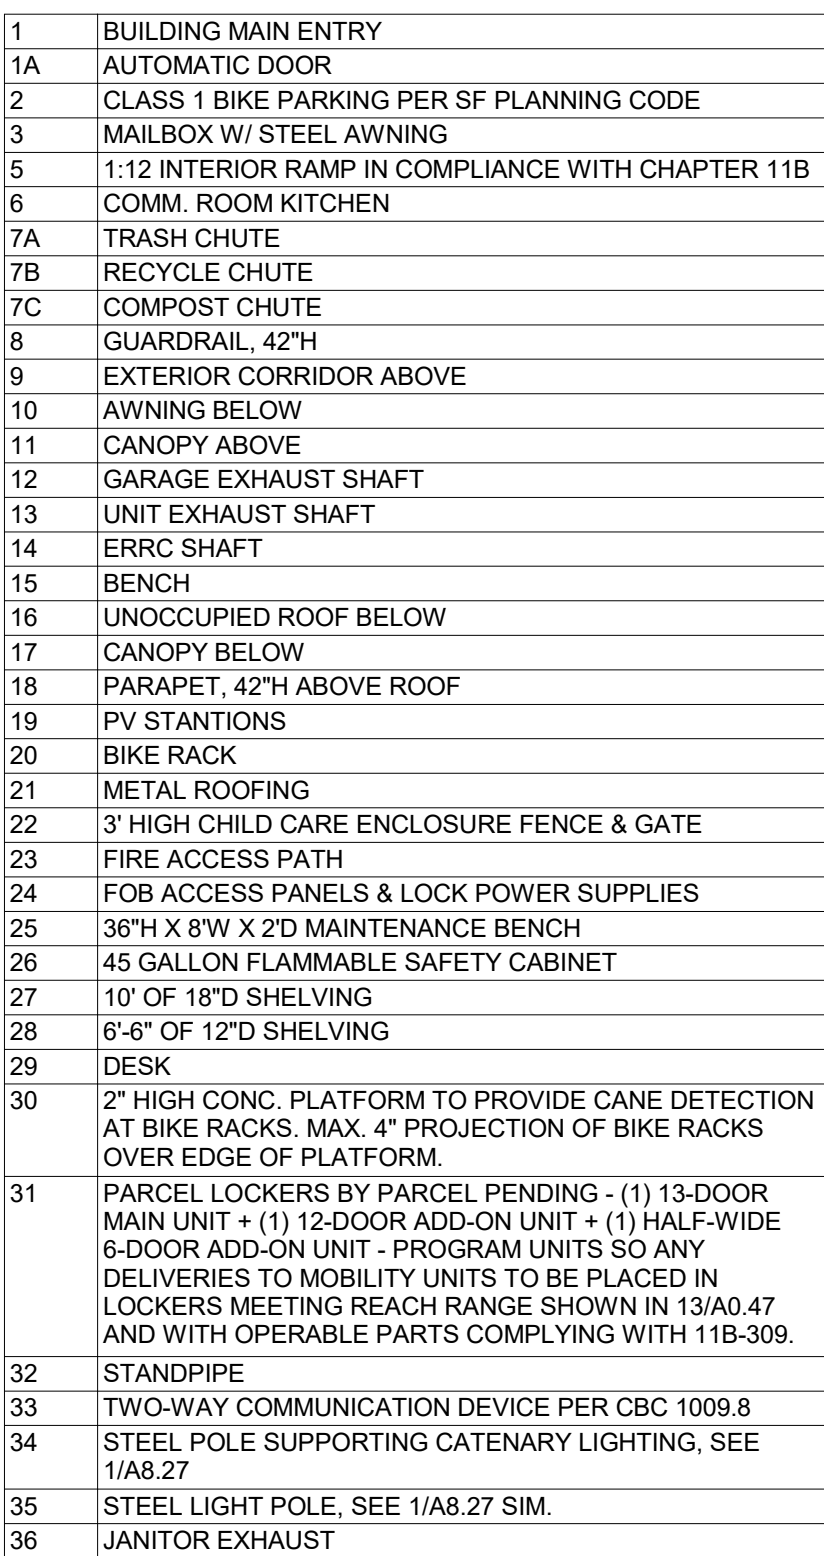 1 BUILDING MAIN ENTRY
1A AUTOMATIC DOOR
2 CLASS 1 BIKE PARKING PER SF PLANNING CODE
3 MAILBOX W/ STEEL AWNING
5 1:12 INTERIOR RAMP IN COMPLIANCE WITH CHAPTER 11B
6 COMM. ROOM KITCHEN
7A TRASH CHUTE
7B RECYCLE CHUTE
7C COMPOST CHUTE
8 GUARDRAIL, 42"H
9 EXTERIOR CORRIDOR ABOVE
10 AWNING BELOW
11 CANOPY ABOVE
12 GARAGE EXHAUST SHAFT
13 UNIT EXHAUST SHAFT
14 ERRC SHAFT
15 BENCH
16 UNOCCUPIED ROOF BELOW
17 CANOPY BELOW
18 PARAPET, 42"H ABOVE ROOF
19 PV STANTIONS
20 BIKE RACK
21 METAL ROOFING
22 3' HIGH CHILD CARE ENCLOSURE FENCE & GATE
23 FIRE ACCESS PATH
24 FOB ACCESS PANELS & LOCK POWER SUPPLIES
25 36"H X 8'W X 2'D MAINTENANCE BENCH
26 45 GALLON FLAMMABLE SAFETY CABINET
27 10' OF 18"D SHELVING
28 6'-6" OF 12"D SHELVING
29 DESK
30 2" HIGH CONC. PLATFORM TO PROVIDE CANE DETECTION
AT BIKE RACKS. MAX. 4" PROJECTION OF BIKE RACKS
OVER EDGE OF PLATFORM.
31 PARCEL LOCKERS BY PARCEL PENDING - (1) 13-DOOR
MAIN UNIT + (1) 12-DOOR ADD-ON UNIT + (1) HALF-WIDE
6-DOOR ADD-ON UNIT - PROGRAM UNITS SO ANY
DELIVERIES TO MOBILITY UNITS TO BE PLACED IN
LOCKERS MEETING REACH RANGE SHOWN IN 13/A0.47
AND WITH OPERABLE PARTS COMPLYING WITH 11B-309.
32 STANDPIPE
33 TWO-WAY COMMUNICATION DEVICE PER CBC 1009.8
34 STEEL POLE SUPPORTING CATENARY LIGHTING, SEE
1/A8.27
35 STEEL LIGHT POLE, SEE 1/A8.27 SIM.
36 JANITOR EXHAUST